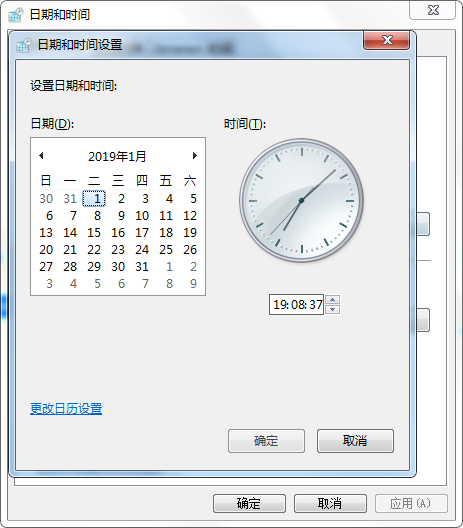 日期和时间
日期和时间设置
设置日期和时间:
日期(D):
时间(T):
2019年1月
日 一 二 三 四 五 六
30 31 1 2 3 4 5
6 7 8 9 10 11 12
13 14 15 16 17 18 19
20 21 22 23 24 25 26
27 28 29 30 31 1 2
3 4 5 6 7 8 9
19:08:37
更改日历设置
确定 取消
确定 取消 应用(A)